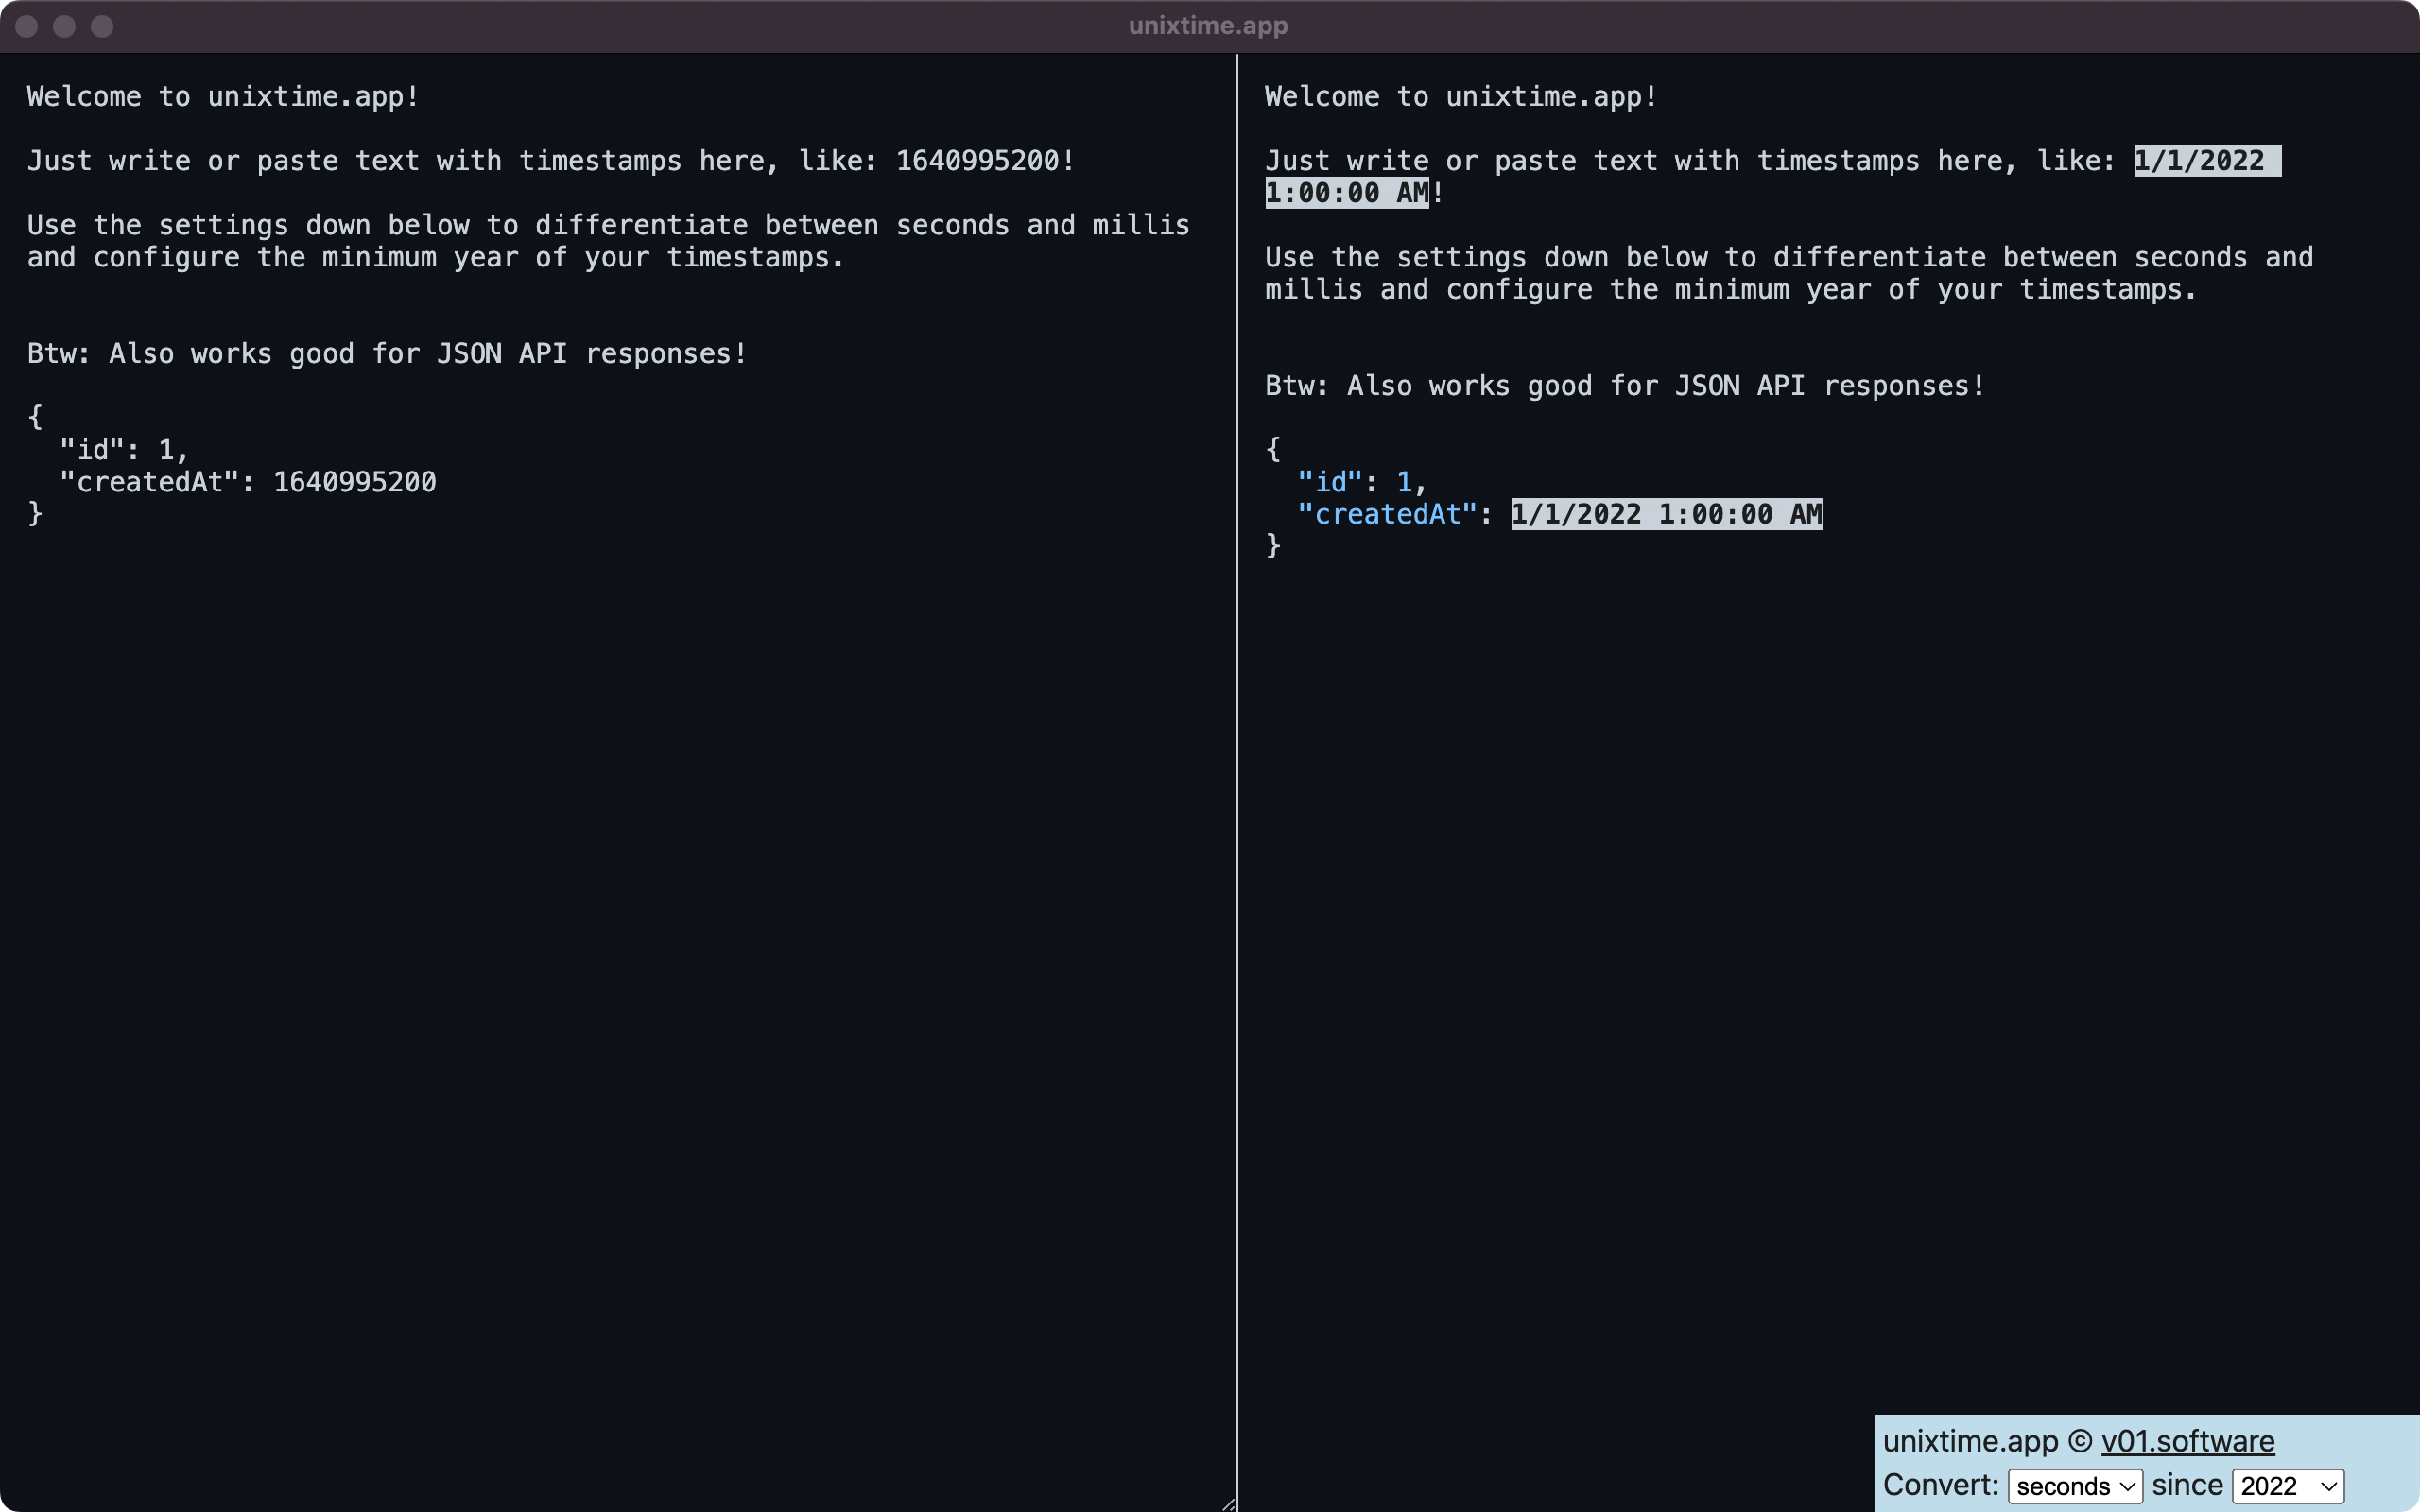 unixtime.app
Welcome to unixtime.app!
Just write or paste text with timestamps here, like: 1640995200!
Use the settings down below to differentiate between seconds and millis
and configure the minimum year of your timestamps.
Btw: Also works good for JSON API responses!
{
  "id": 1,
  "createdAt": 1640995200
}
Welcome to unixtime.app!
Just write or paste text with timestamps here, like: 1/1/2022
1:00:00 AM!
Use the settings down below to differentiate between seconds and
millis and configure the minimum year of your timestamps.
Btw: Also works good for JSON API responses!
{
  "id": 1,
  "createdAt": 1/1/2022 1:00:00 AM
}
unixtime.app © v01.software
Convert: seconds since 2022